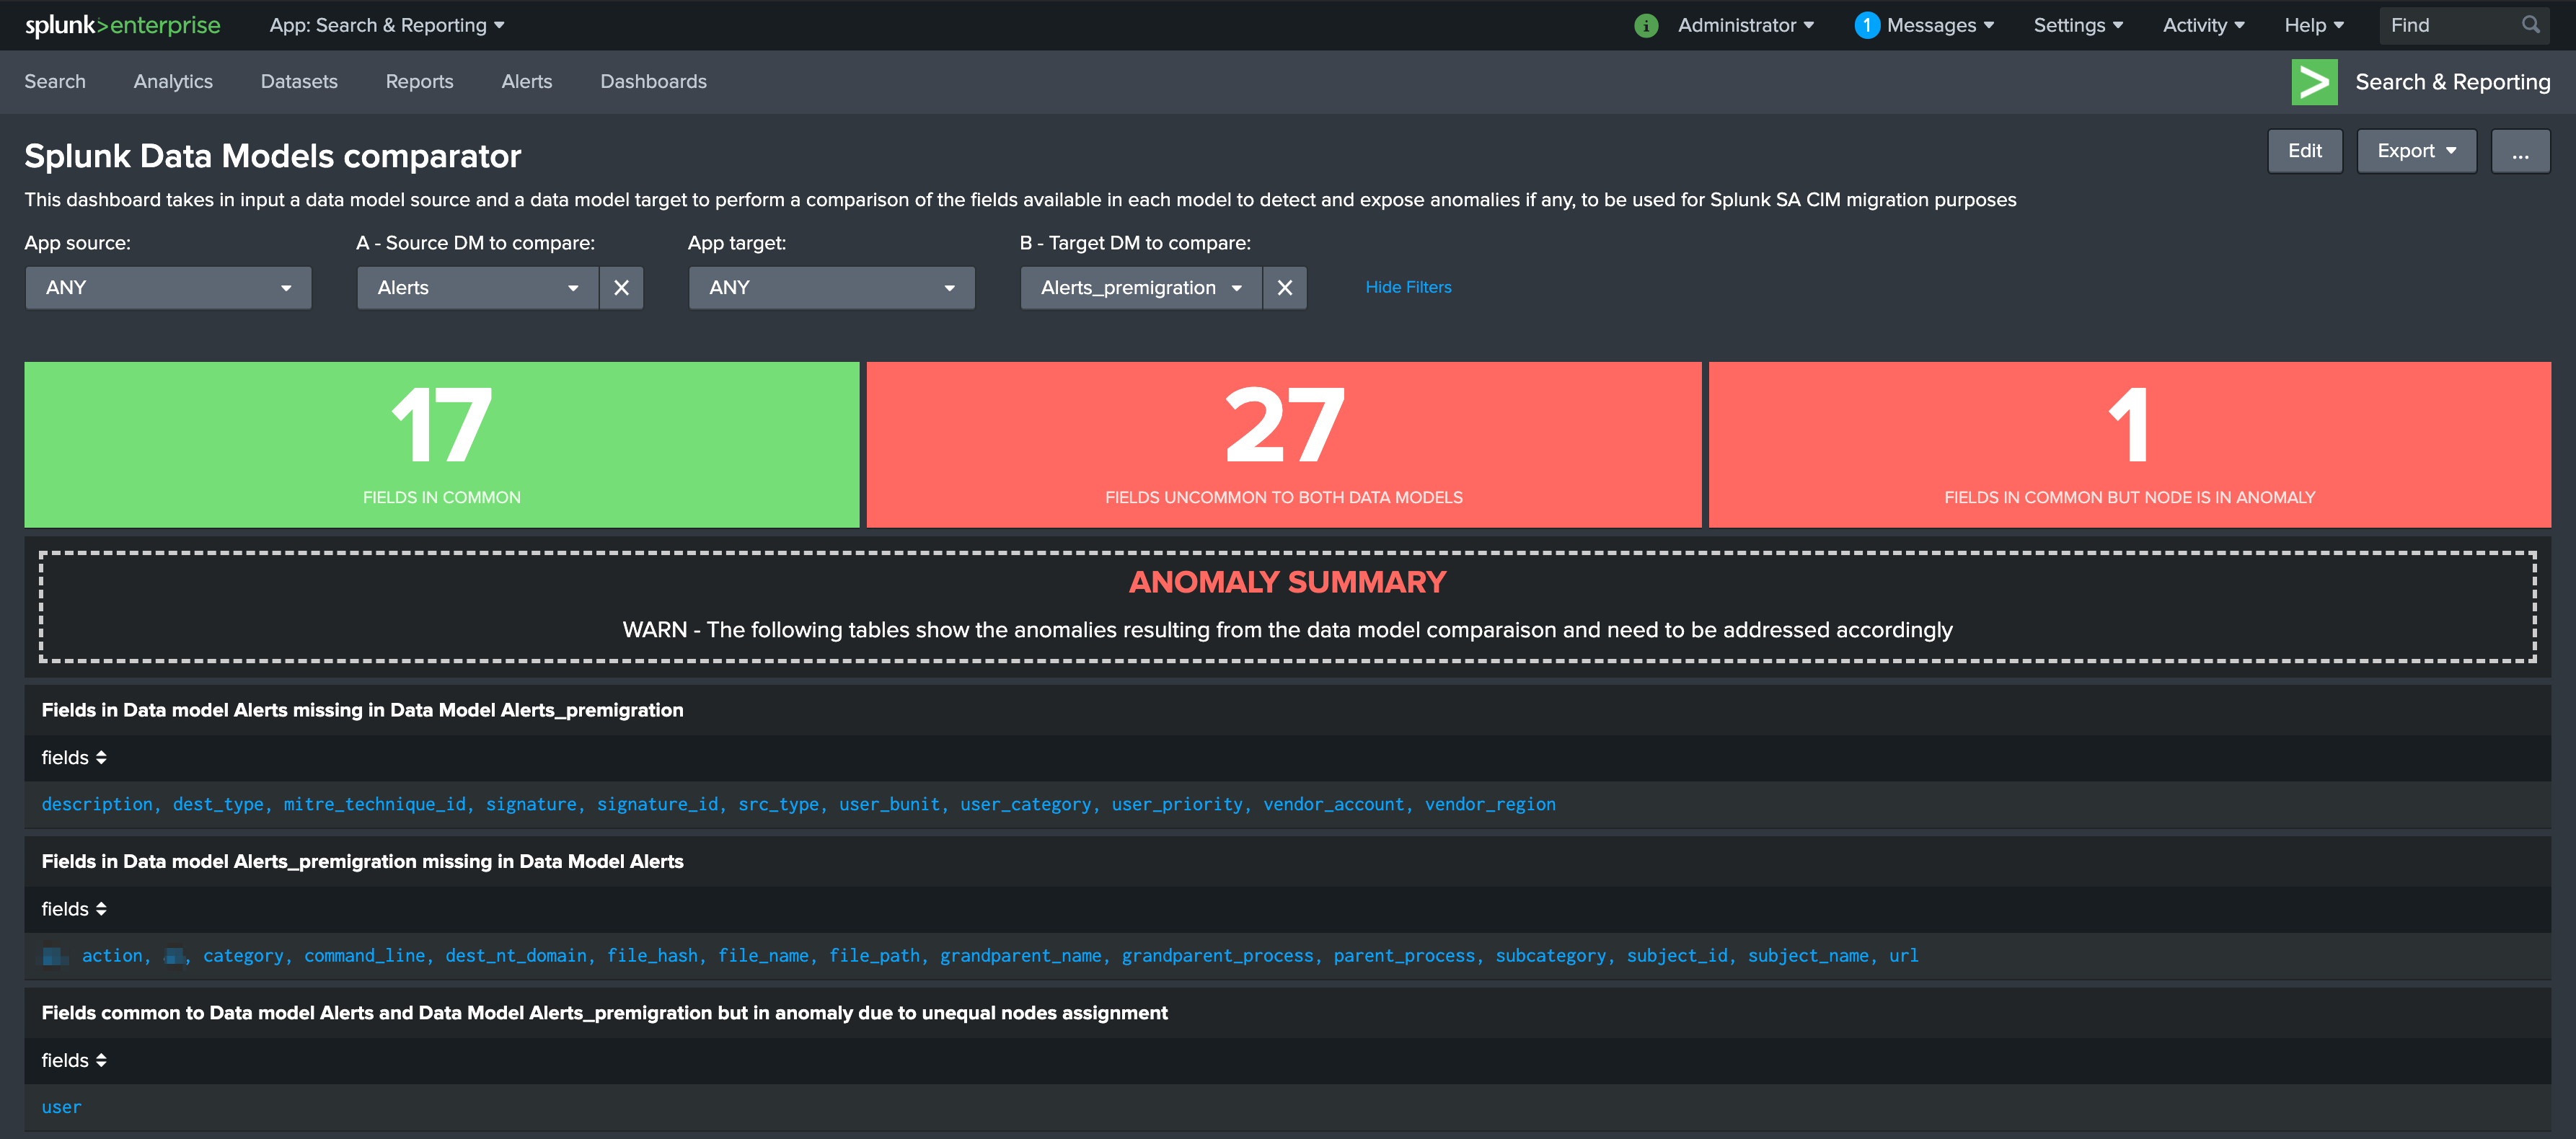 splunk>enterprise App: Search & Reporting i Administrator 1 Messages Settings Activity Help Find
Search Analytics Datasets Reports Alerts Dashboards > Search & Reporting
Splunk Data Models comparator Edit Export ...
This dashboard takes in input a data model source and a data model target to perform a comparison of the fields available in each model to detect and expose anomalies if any, to be used for Splunk SA CIM migration purposes
App source: A - Source DM to compare: App target: B - Target DM to compare:
ANY Alerts ANY Alerts_premigration Hide Filters
17 27 1
FIELDS IN COMMON FIELDS UNCOMMON TO BOTH DATA MODELS FIELDS IN COMMON BUT NODE IS IN ANOMALY
ANOMALY SUMMARY
WARN - The following tables show the anomalies resulting from the data model comparaison and need to be addressed accordingly
Fields in Data model Alerts missing in Data Model Alerts_premigration
fields
description, dest_type, mitre_technique_id, signature, signature_id, src_type, user_bunit, user_category, user_priority, vendor_account, vendor_region
Fields in Data model Alerts_premigration missing in Data Model Alerts
fields
action, , category, command_line, dest_nt_domain, file_hash, file_name, file_path, grandparent_name, grandparent_process, parent_process, subcategory, subject_id, subject_name, url
Fields common to Data model Alerts and Data Model Alerts_premigration but in anomaly due to unequal nodes assignment
fields
user